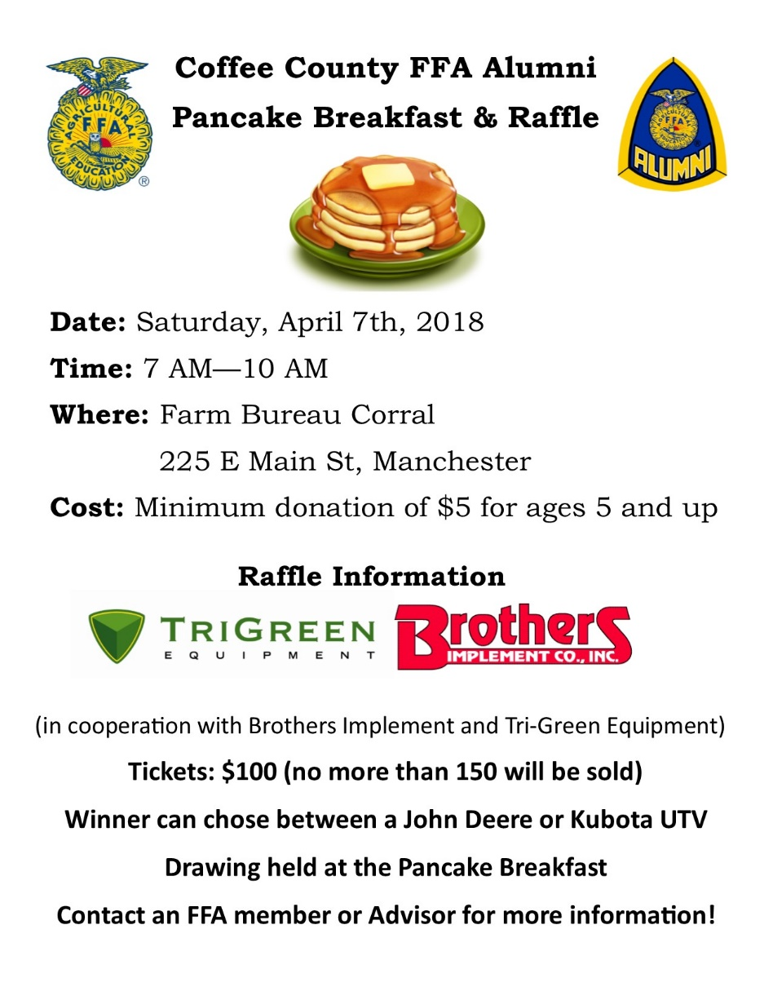 Coffee County FFA Alumni
Pancake Breakfast & Raffle
AGRICULTURAL
FFA
EDUCATION
®
FFA
ALUMNI
Date: Saturday, April 7th, 2018
Time: 7 AM—10 AM
Where: Farm Bureau Corral
225 E Main St, Manchester
Cost: Minimum donation of $5 for ages 5 and up
Raffle Information
TRIGREEN
EQUIPMENT
BrotherS
IMPLEMENT CO., INC.
(in cooperation with Brothers Implement and Tri-Green Equipment)
Tickets: $100 (no more than 150 will be sold)
Winner can chose between a John Deere or Kubota UTV
Drawing held at the Pancake Breakfast
Contact an FFA member or Advisor for more information!